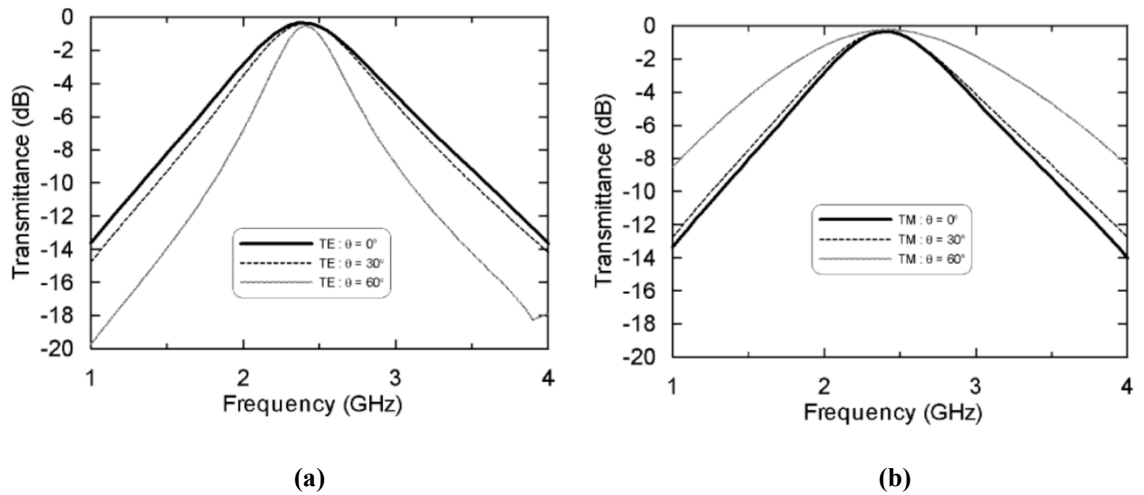 0
-2
-4
-6
-8
-10
-12
-14
-16
-18
-20
Transmittance (dB)
TE : θ = 0°
TE : θ = 30°
TE : θ = 60°
1 2 3 4
Frequency (GHz)
(a)
0
-2
-4
-6
-8
-10
-12
-14
-16
-18
-20
Transmittance (dB)
TM : θ = 0°
TM : θ = 30°
TM : θ = 60°
1 2 3 4
Frequency (GHz)
(b)